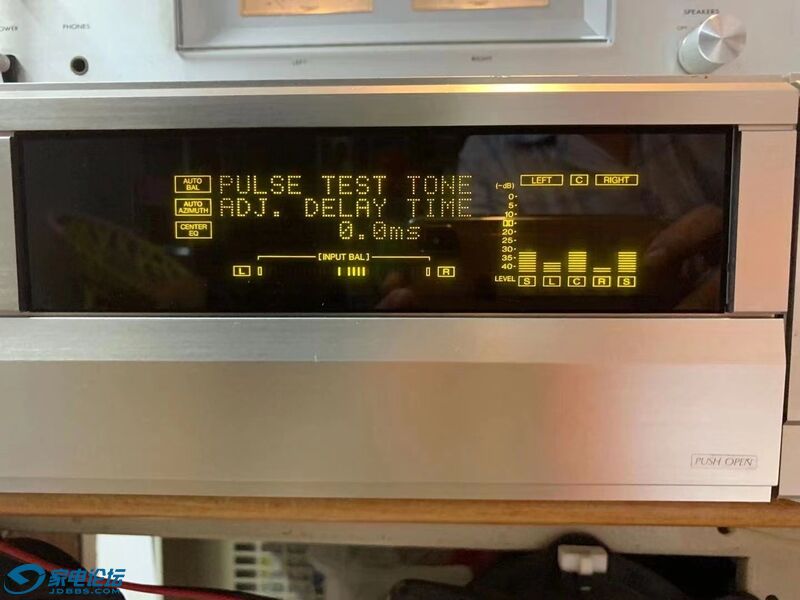 POWER
PHONES
LEFT
RIGHT
SPEAKERS
OFF
AUTO BAL
PULSE TEST TONE
AUTO AZIMUTH
ADJ. DELAY TIME
CENTER EQ
0.0ms
[INPUT BAL]
L
R
(-dB)
LEFT C RIGHT
0
5
10
20
25
30
35
40
LEVEL S L C R S
PUSH OPEN
家电论坛
JDBBS.COM